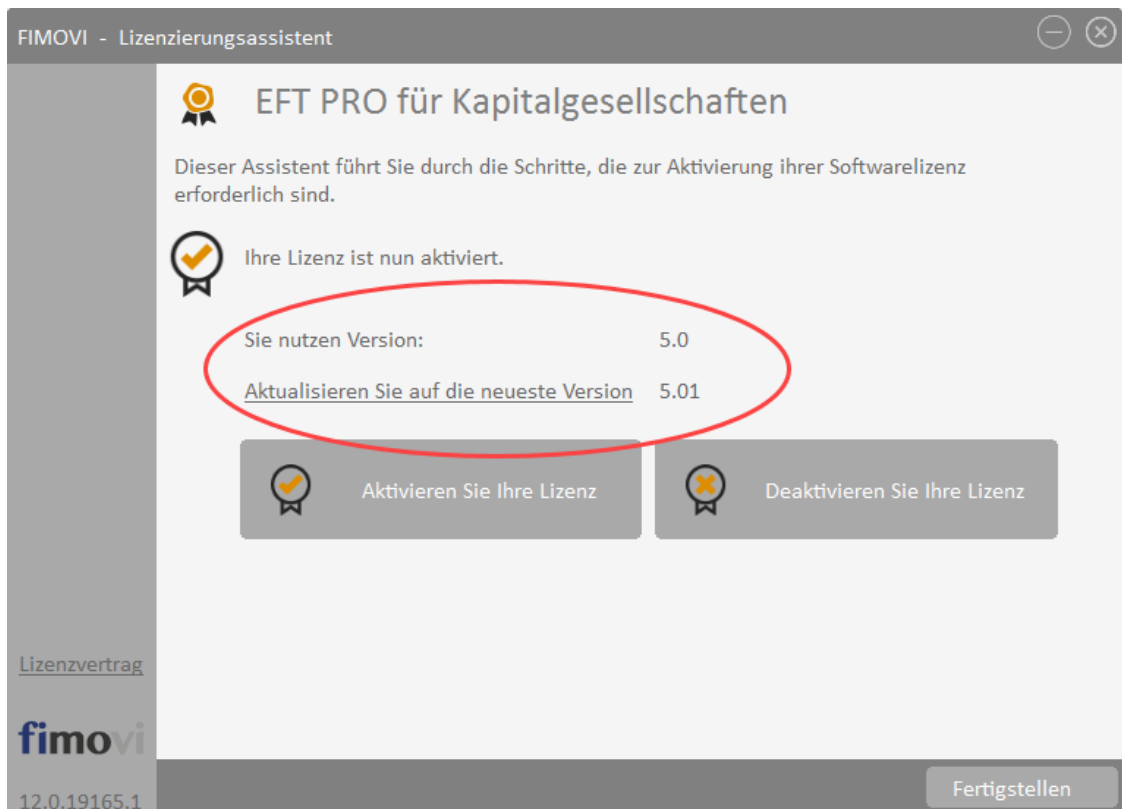 FIMOVI - Lizenzierungsassistent
EFT PRO für Kapitalgesellschaften
Dieser Assistent führt Sie durch die Schritte, die zur Aktivierung ihrer Softwarelizenz
erforderlich sind.
Ihre Lizenz ist nun aktiviert.
Sie nutzen Version: 5.0
Aktualisieren Sie auf die neueste Version 5.01
Aktivieren Sie Ihre Lizenz
Deaktivieren Sie Ihre Lizenz
Lizenzvertrag
fimovi
12.0.19165.1
Fertigstellen